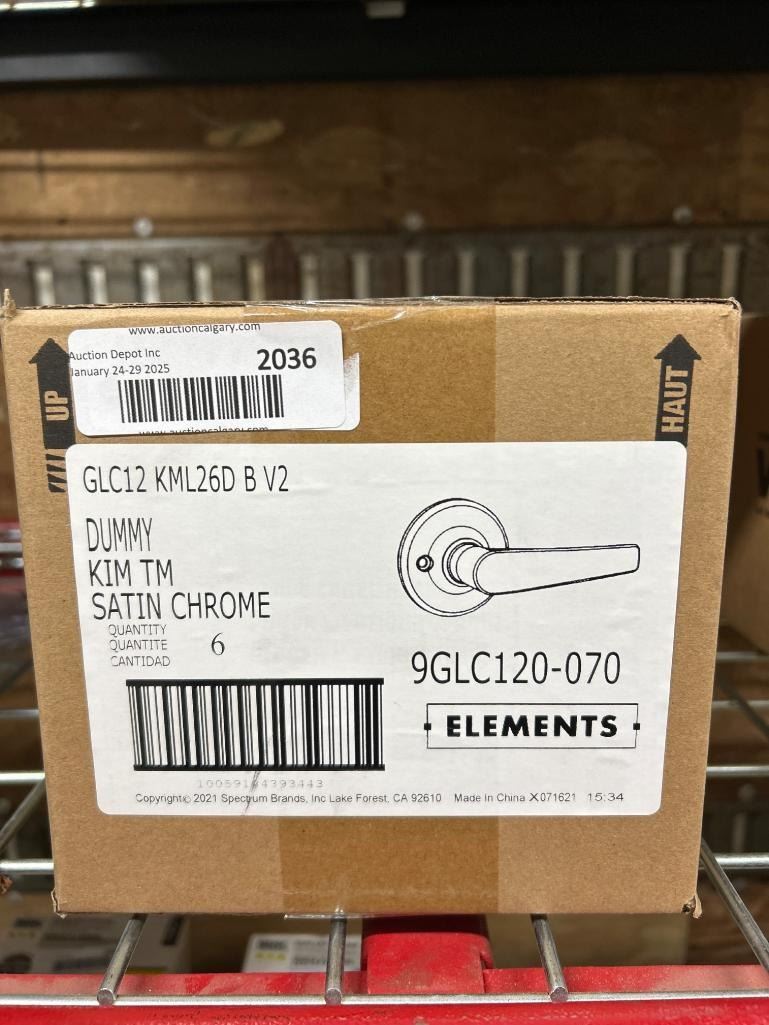 www.auctioncalgary.com
Auction Depot Inc
January 24-29 2025
2036
UP
HAUT
GLC12 KML26D B V2
DUMMY
KIM TM
SATIN CHROME
QUANTITY
QUANTITE
CANTIDAD
6
9GLC120-070
ELEMENTS
Copyright© 2021 Spectrum Brands, Inc Lake Forest, CA 92610 Made In China X071621 15:34